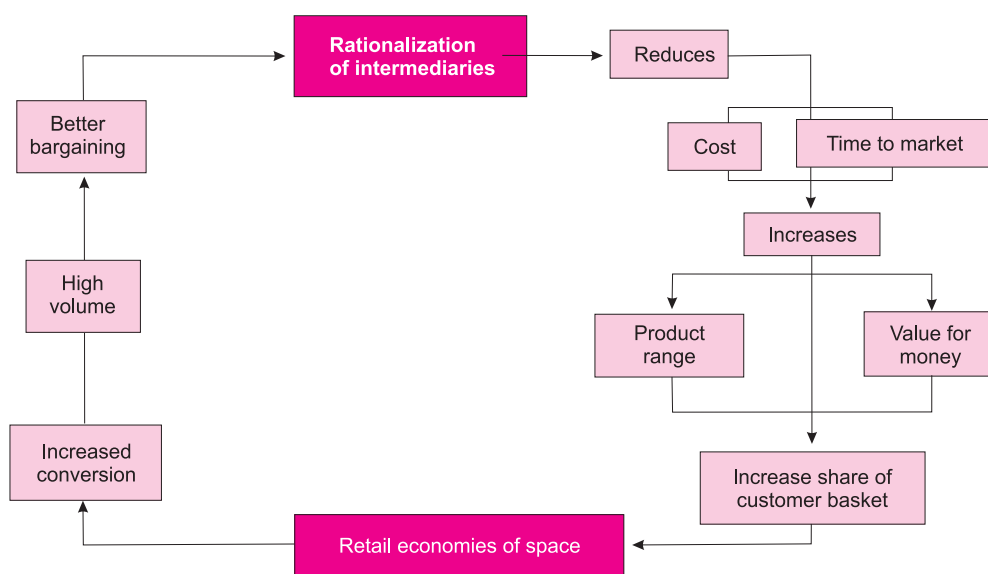 Rationalization
of intermediaries
Reduces
Cost
Time to market
Increases
Product
range
Value for
money
Increase share of
customer basket
Retail economies of space
Increased
conversion
High
volume
Better
bargaining